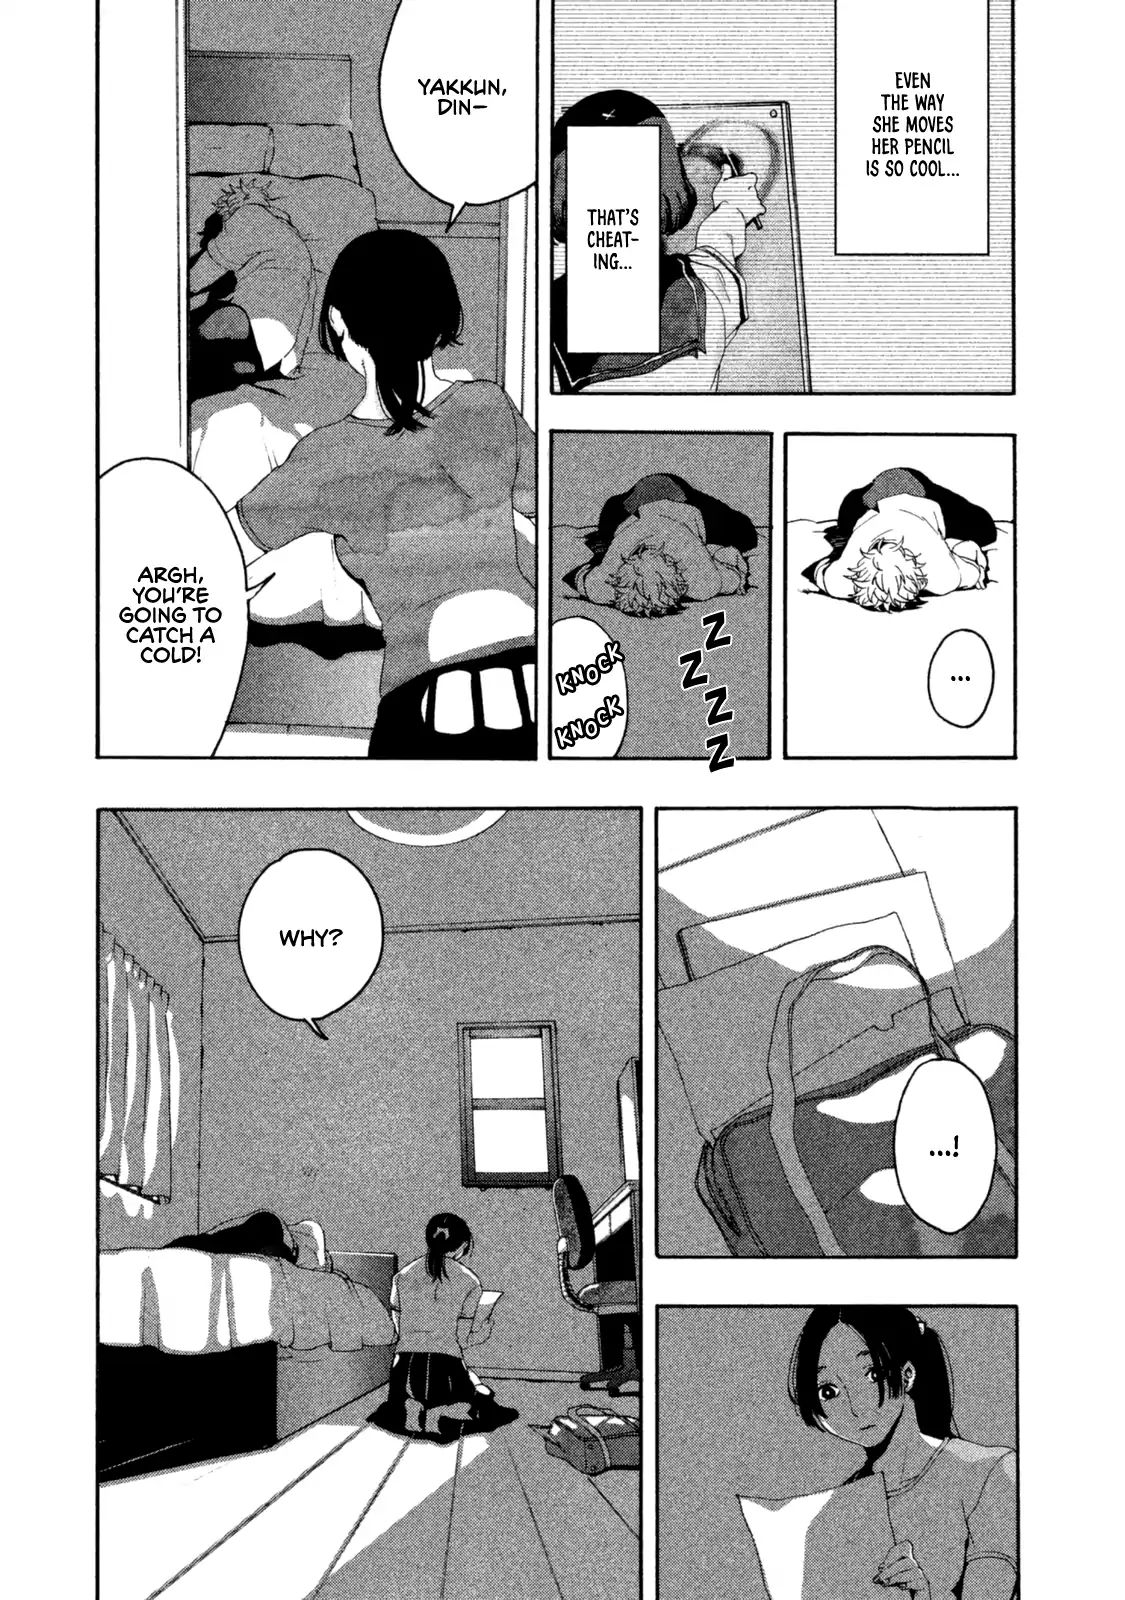 EVEN
THE WAY
SHE MOVES
HER PENCIL
IS SO COOL...
THAT'S
CHEAT-
ING...
...
Z
Z
Z
Z
KNOCK
KNOCK
YAKKUN,
DIN–
ARGH,
YOU'RE
GOING TO
CATCH A
COLD!
...!
WHY?